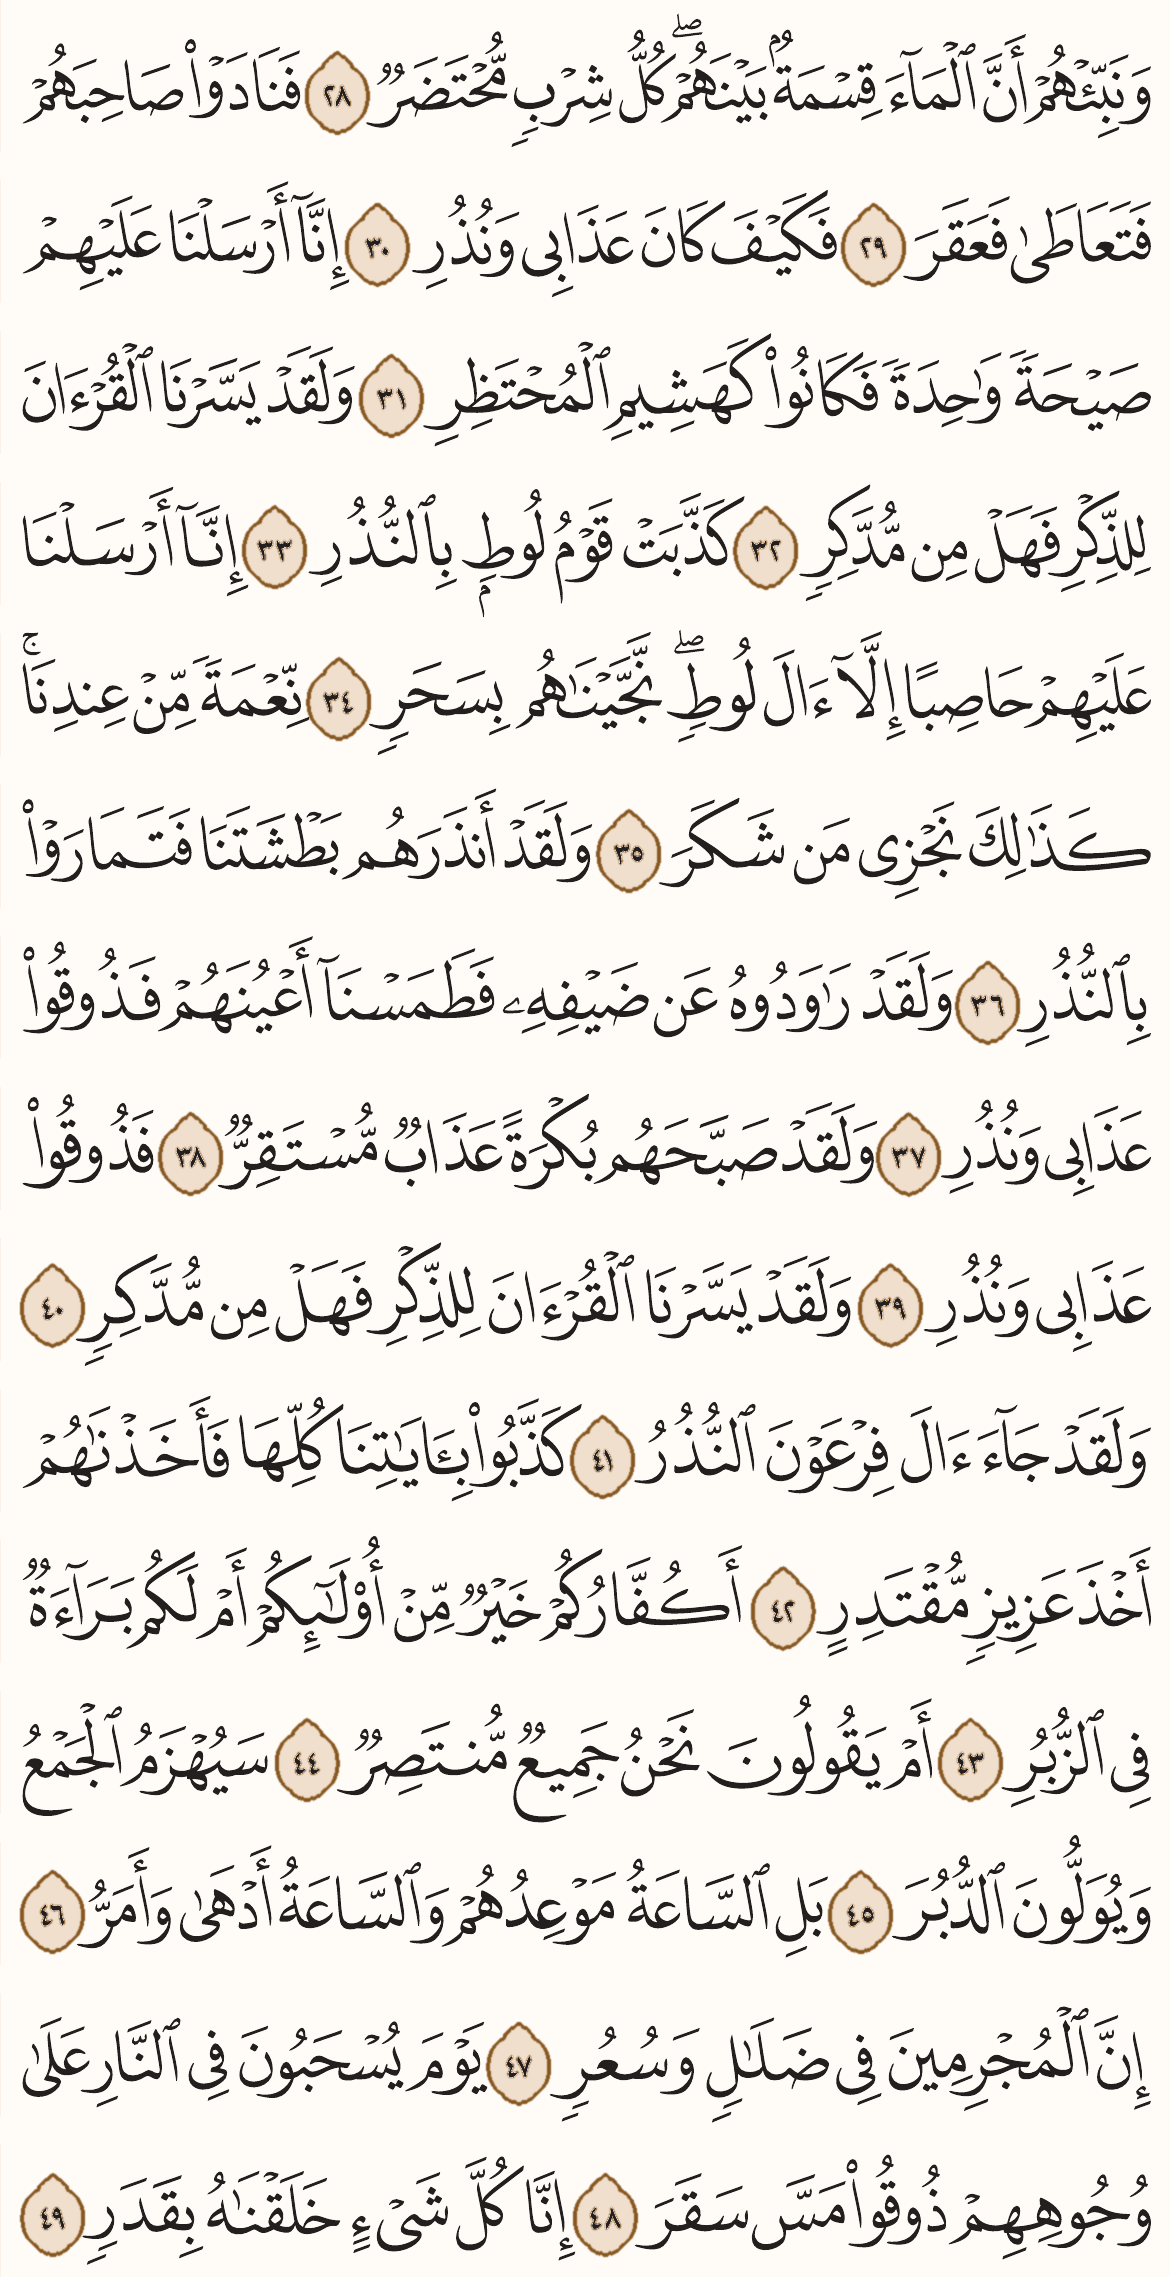 وَنَبِّئْهُمْ أَنَّ ٱلْمَآءَ قِسْمَةٌۢ بَيْنَهُمْ ۖ كُلُّ شِرْبٍ مُّحْتَضَرٌ ٢٨ فَنَادَوْا۟ صَاحِبَهُمْ
فَتَعَاطَىٰ فَعَقَرَ ٢٩ فَكَيْفَ كَانَ عَذَابِى وَنُذُرِ ٣٠ إِنَّآ أَرْسَلْنَا عَلَيْهِمْ
صَيْحَةً وَٰحِدَةً فَكَانُوا۟ كَهَشِيمِ ٱلْمُحْتَظِرِ ٣١ وَلَقَدْ يَسَّرْنَا ٱلْقُرْءَانَ
لِلذِّكْرِ فَهَلْ مِن مُّدَّكِرٍ ٣٢ كَذَّبَتْ قَوْمُ لُوطٍۭ بِٱلنُّذُرِ ٣٣ إِنَّآ أَرْسَلْنَا
عَلَيْهِمْ حَاصِبًا إِلَّآ ءَالَ لُوطٍ ۖ نَّجَّيْنَٰهُم بِسَحَرٍ ٣٤ نِّعْمَةً مِّنْ عِندِنَا ۚ
كَذَٰلِكَ نَجْزِى مَن شَكَرَ ٣٥ وَلَقَدْ أَنذَرَهُم بَطْشَتَنَا فَتَمَارَوْا۟
بِٱلنُّذُرِ ٣٦ وَلَقَدْ رَٰوَدُوهُ عَن ضَيْفِهِۦ فَطَمَسْنَآ أَعْيُنَهُمْ فَذُوقُوا۟
عَذَابِى وَنُذُرِ ٣٧ وَلَقَدْ صَبَّحَهُم بُكْرَةً عَذَابٌ مُّسْتَقِرٌّ ٣٨ فَذُوقُوا۟
عَذَابِى وَنُذُرِ ٣٩ وَلَقَدْ يَسَّرْنَا ٱلْقُرْءَانَ لِلذِّكْرِ فَهَلْ مِن مُّدَّكِرٍ ٤٠
وَلَقَدْ جَآءَ ءَالَ فِرْعَوْنَ ٱلنُّذُرُ ٤١ كَذَّبُوا۟ بِـَٔايَٰتِنَا كُلِّهَا فَأَخَذْنَٰهُمْ
أَخْذَ عَزِيزٍ مُّقْتَدِرٍ ٤٢ أَكُفَّارُكُمْ خَيْرٌ مِّنْ أُو۟لَٰٓئِكُمْ أَمْ لَكُم بَرَآءَةٌ
فِى ٱلزُّبُرِ ٤٣ أَمْ يَقُولُونَ نَحْنُ جَمِيعٌ مُّنتَصِرٌ ٤٤ سَيُهْزَمُ ٱلْجَمْعُ
وَيُوَلُّونَ ٱلدُّبُرَ ٤٥ بَلِ ٱلسَّاعَةُ مَوْعِدُهُمْ وَٱلسَّاعَةُ أَدْهَىٰ وَأَمَرُّ ٤٦
إِنَّ ٱلْمُجْرِمِينَ فِى ضَلَٰلٍ وَسُعُرٍ ٤٧ يَوْمَ يُسْحَبُونَ فِى ٱلنَّارِ عَلَىٰ
وُجُوهِهِمْ ذُوقُوا۟ مَسَّ سَقَرَ ٤٨ إِنَّا كُلَّ شَىْءٍ خَلَقْنَٰهُ بِقَدَرٍ ٤٩